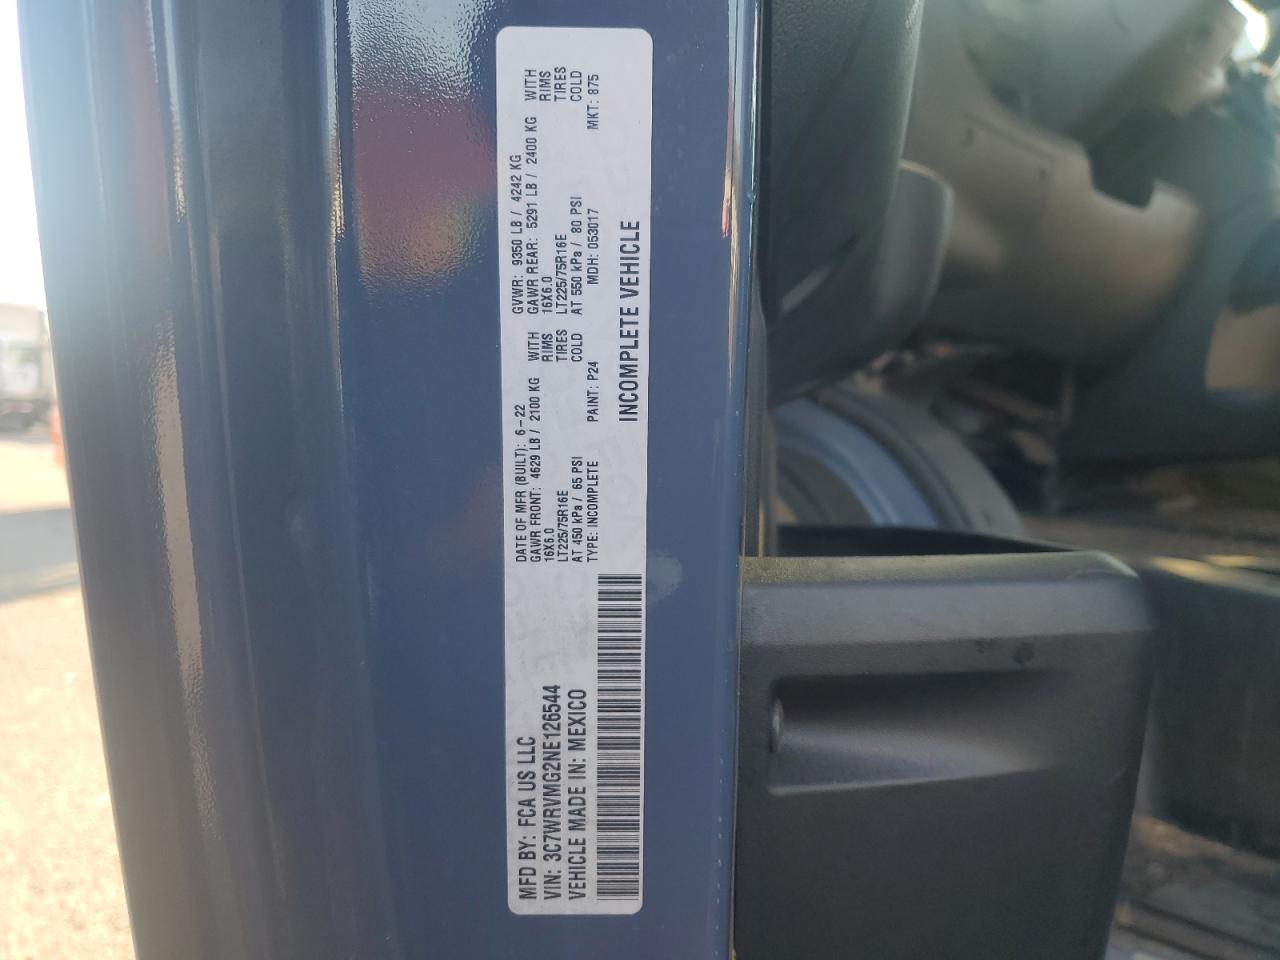 MFD BY: FCA US LLC
VIN: 3C7WRVMG2NE126544
VEHICLE MADE IN: MEXICO
DATE OF MFR (BUILT): 6-22
GVWR: 9350 LB / 4242 KG
GAWR FRONT: 4629 LB / 2100 KG WITH
16X6.0 RIMS
LT225/75R16E TIRES
AT 450 kPa / 65 PSI COLD
GAWR REAR: 5291 LB / 2400 KG WITH
16X6.0 RIMS
LT225/75R16E TIRES
AT 550 kPa / 80 PSI COLD
TYPE: INCOMPLETE PAINT: P24 MDH: 053017 MKT: 875
INCOMPLETE VEHICLE